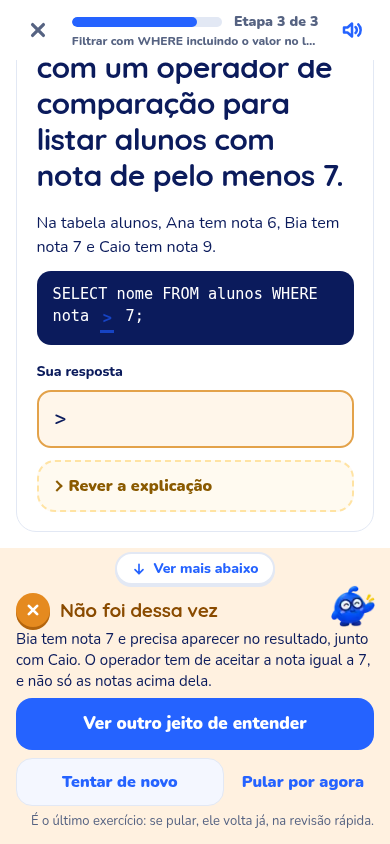 Etapa 3 de 3
Filtrar com WHERE incluindo o valor no l...
com um operador de
comparação para
listar alunos com
nota de pelo menos 7.
Na tabela alunos, Ana tem nota 6, Bia tem
nota 7 e Caio tem nota 9.
SELECT nome FROM alunos WHERE
nota > 7;
Sua resposta
>
Rever a explicação
Ver mais abaixo
Não foi dessa vez
Bia tem nota 7 e precisa aparecer no resultado, junto
com Caio. O operador tem de aceitar a nota igual a 7,
e não só as notas acima dela.
Ver outro jeito de entender
Tentar de novo
Pular por agora
É o último exercício: se pular, ele volta já, na revisão rápida.